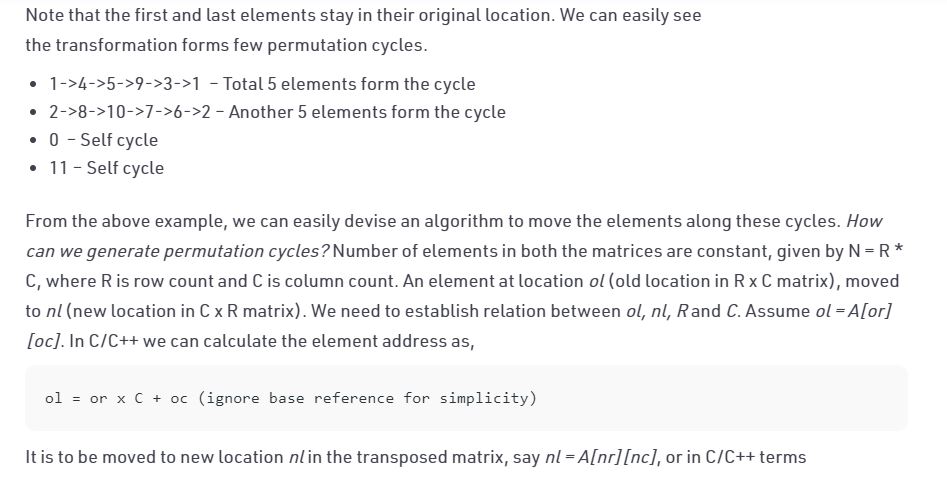 Note that the first and last elements stay in their original location. We can easily see
the transformation forms few permutation cycles.
• 1->4->5->9->3->1  – Total 5 elements form the cycle
• 2->8->10->7->6->2 – Another 5 elements form the cycle
• 0  – Self cycle
• 11 – Self cycle
From the above example, we can easily devise an algorithm to move the elements along these cycles. How
can we generate permutation cycles? Number of elements in both the matrices are constant, given by N = R *
C, where R is row count and C is column count. An element at location ol (old location in R x C matrix), moved
to nl (new location in C x R matrix). We need to establish relation between ol, nl, R and C. Assume ol = A[or]
[oc]. In C/C++ we can calculate the element address as,
ol = or x C + oc (ignore base reference for simplicity)
It is to be moved to new location nl in the transposed matrix, say nl = A[nr][nc], or in C/C++ terms